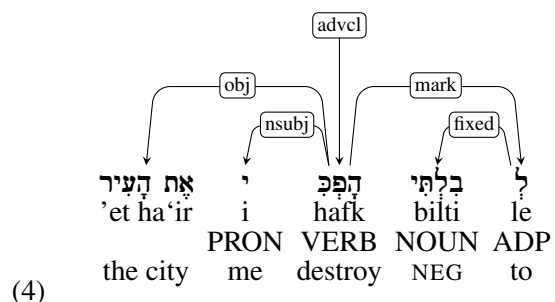 advcl
obj mark
nsubj fixed
לְ בִלְתִּי הָפְכִּ י אֶת הָעִיר
’et ha‘ir i hafk bilti le
PRON VERB NOUN ADP
(4) the city me destroy NEG to